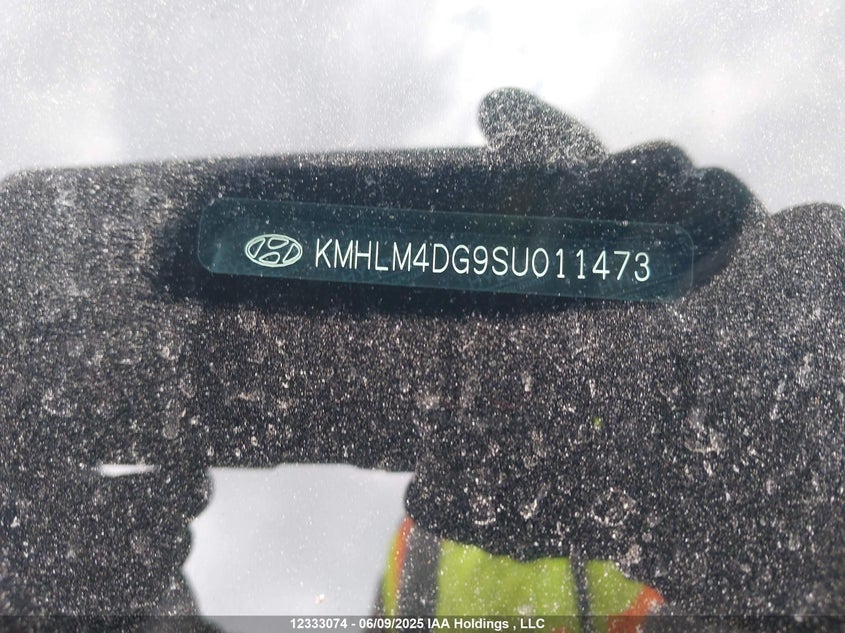 KMHLM4DG9SU011473
12333074 - 06/09/2025 IAA Holdings , LLC